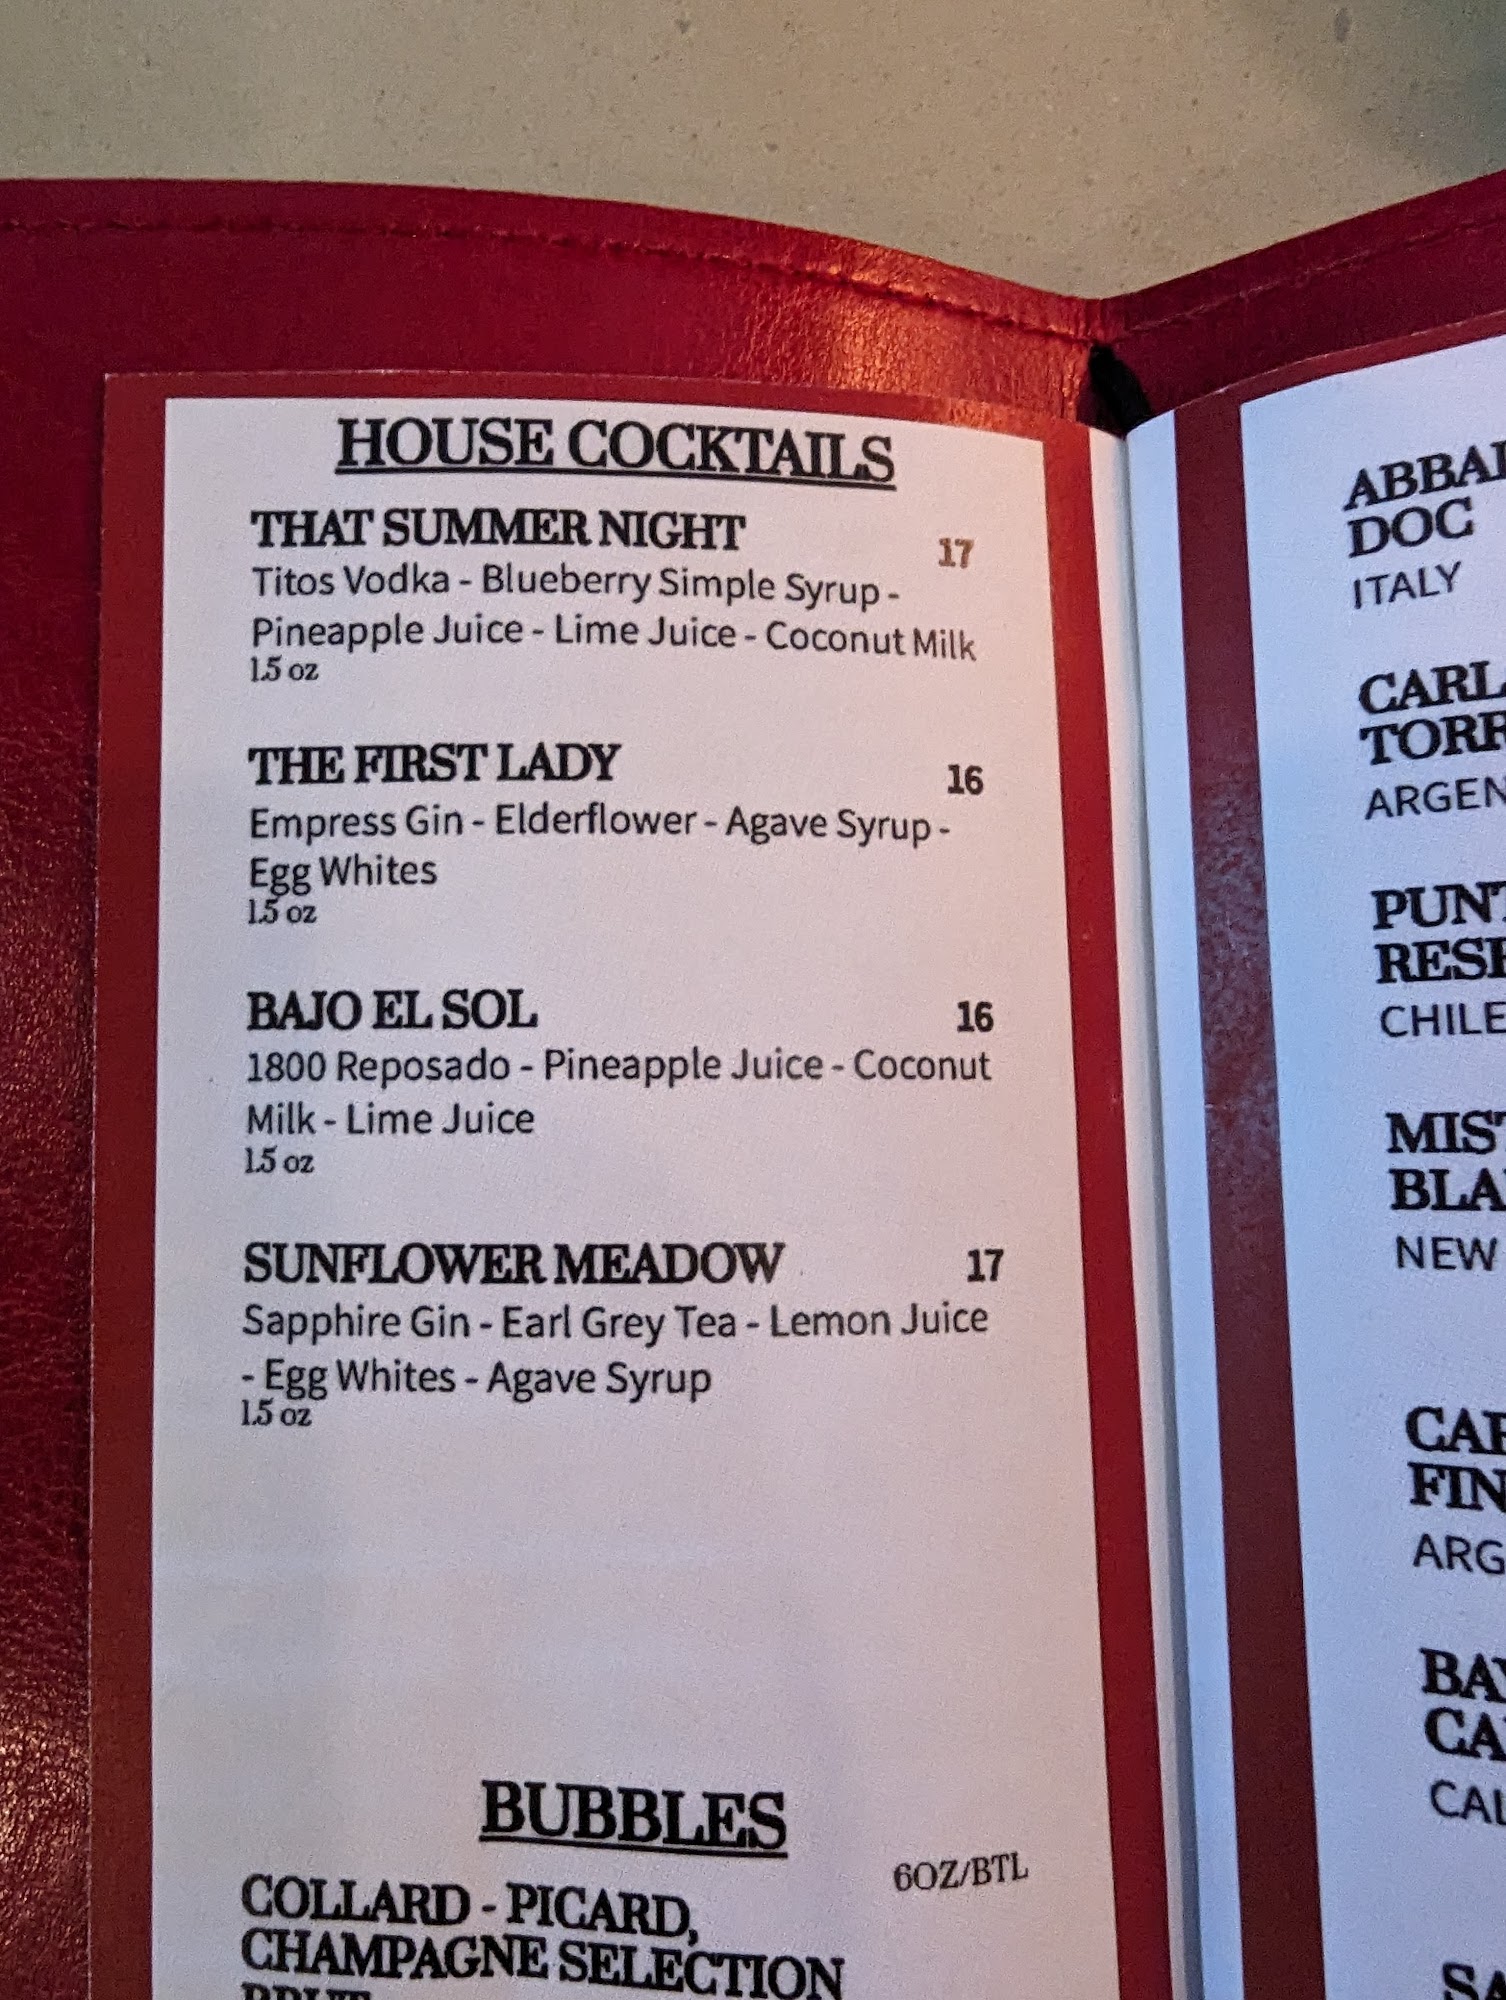 HOUSE COCKTAILS
THAT SUMMER NIGHT 17
Titos Vodka - Blueberry Simple Syrup -
Pineapple Juice - Lime Juice - Coconut Milk
1.5 oz
THE FIRST LADY 16
Empress Gin - Elderflower - Agave Syrup -
Egg Whites
1.5 oz
BAJO EL SOL 16
1800 Reposado - Pineapple Juice - Coconut
Milk - Lime Juice
1.5 oz
SUNFLOWER MEADOW 17
Sapphire Gin - Earl Grey Tea - Lemon Juice
- Egg Whites - Agave Syrup
1.5 oz
BUBBLES
6OZ/BTL
COLLARD - PICARD,
CHAMPAGNE SELECTION
DOC
ITALY
RESE
CHILE
NEW